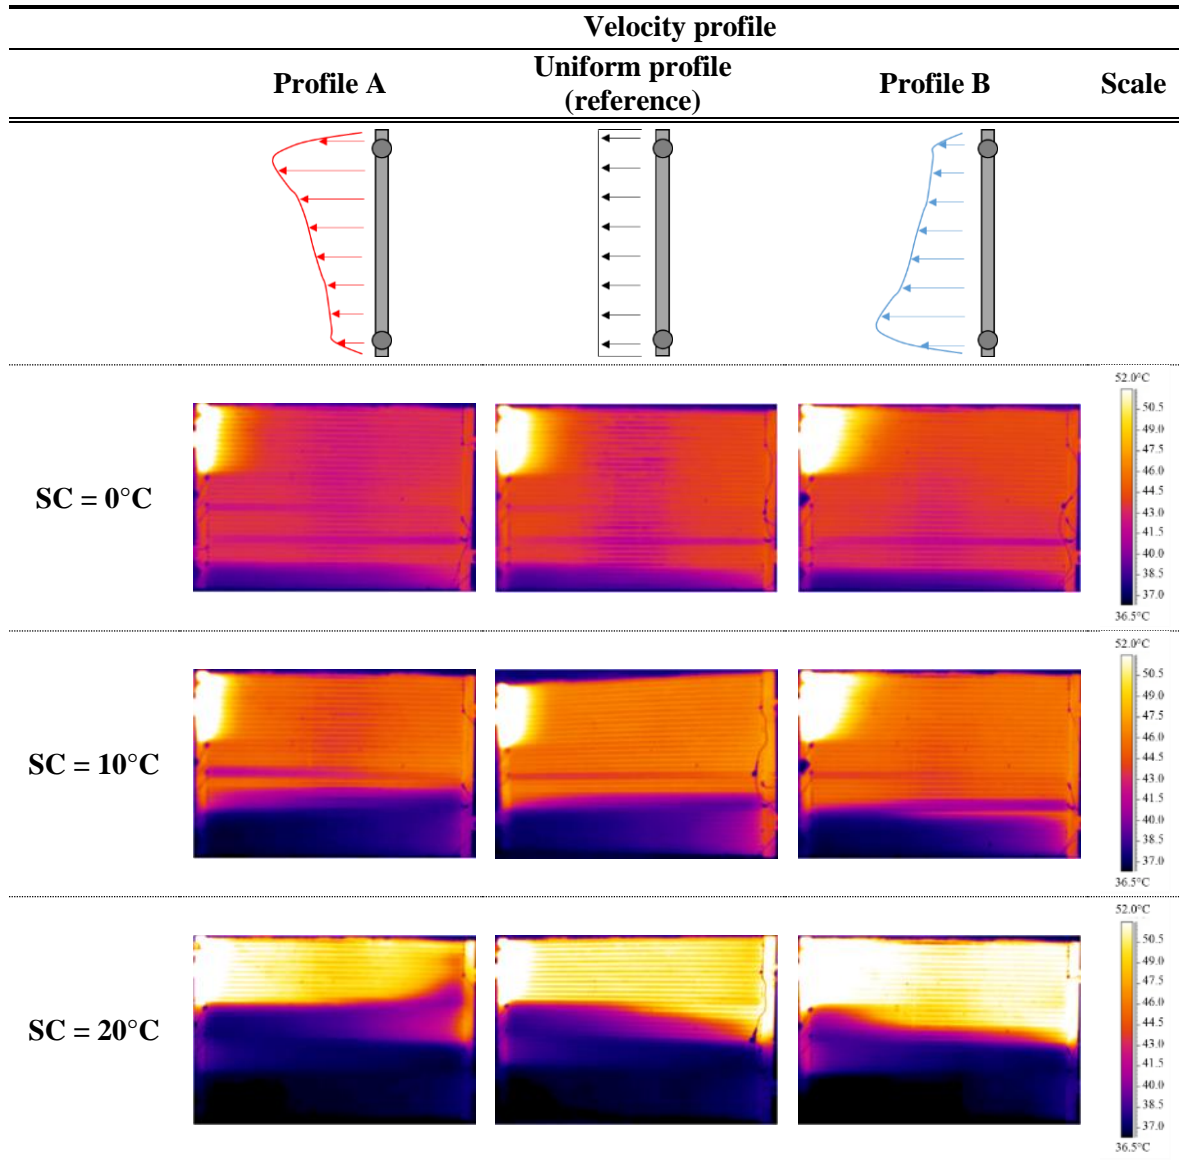 Velocity profile
Profile A
Uniform profile
(reference)
Profile B
Scale
SC = 0°C
52.0°C
50.5
49.0
47.5
46.0
44.5
43.0
41.5
40.0
38.5
37.0
36.5°C
SC = 10°C
52.0°C
50.5
49.0
47.5
46.0
44.5
43.0
41.5
40.0
38.5
37.0
36.5°C
SC = 20°C
52.0°C
50.5
49.0
47.5
46.0
44.5
43.0
41.5
40.0
38.5
37.0
36.5°C